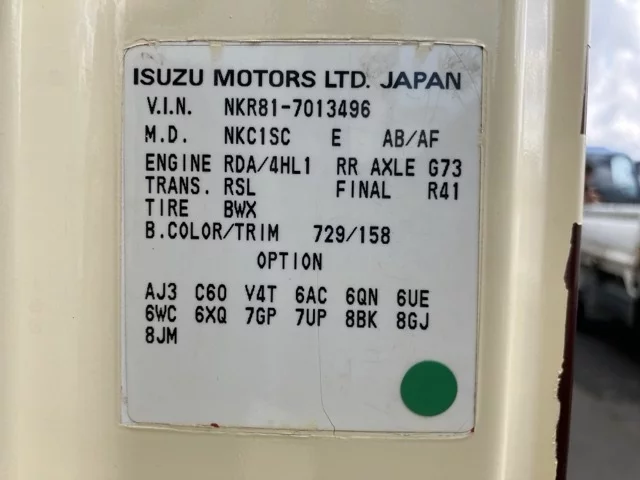 ISUZU MOTORS LTD. JAPAN
V.I.N. NKR81-7013496
M.D. NKC1SC E AB/AF
ENGINE RDA/4HL1 RR AXLE G73
TRANS. RSL FINAL R41
TIRE BWX
B.COLOR/TRIM 729/158
OPTION
AJ3 C60 V4T 6AC 6QN 6UE
6WC 6XQ 7GP 7UP 8BK 8GJ
8JM